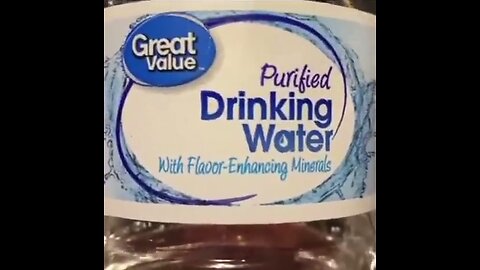 Great
Value
Purified
Drinking
Water
With Flavor-Enhancing Minerals